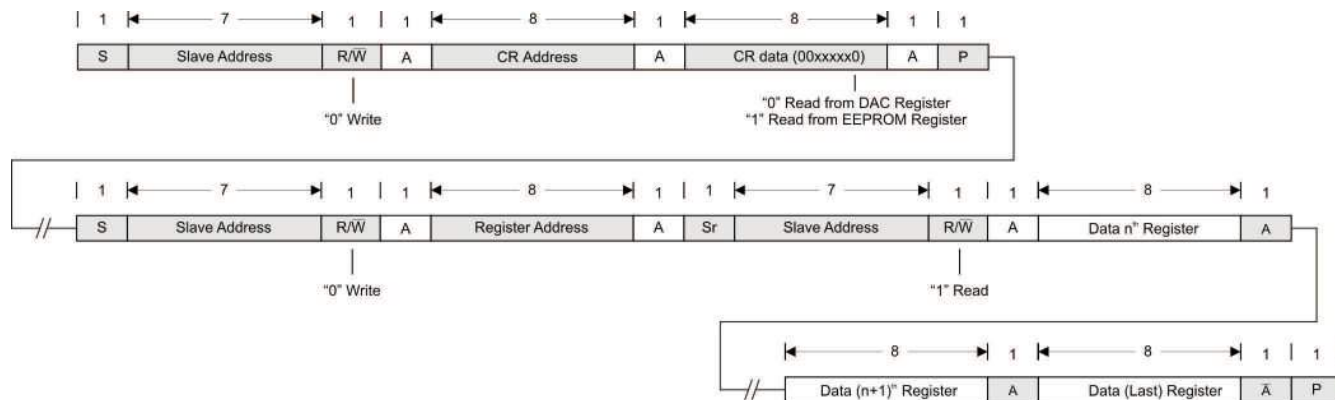 1 7 1 1 8 1 8 1 1
S Slave Address R/W̅ A CR Address A CR data (00xxxxx0) A P
"0" Write
"0" Read from DAC Register
"1" Read from EEPROM Register
1 7 1 1 8 1 1 7 1 1 8 1
S Slave Address R/W̅ A Register Address A Sr Slave Address R/W̅ A Data nᵗʰ Register A
"0" Write "1" Read
8 1 8 1 1
Data (n+1)ᵗʰ Register A Data (Last) Register A̅ P